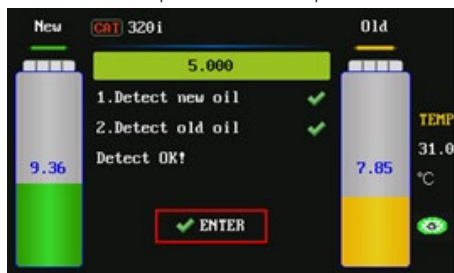 New CAT 320i Old
5.000
1.Detect new oil
2.Detect old oil
TEMP
Detect OK!
31.0
9.36
7.85
°C
ENTER